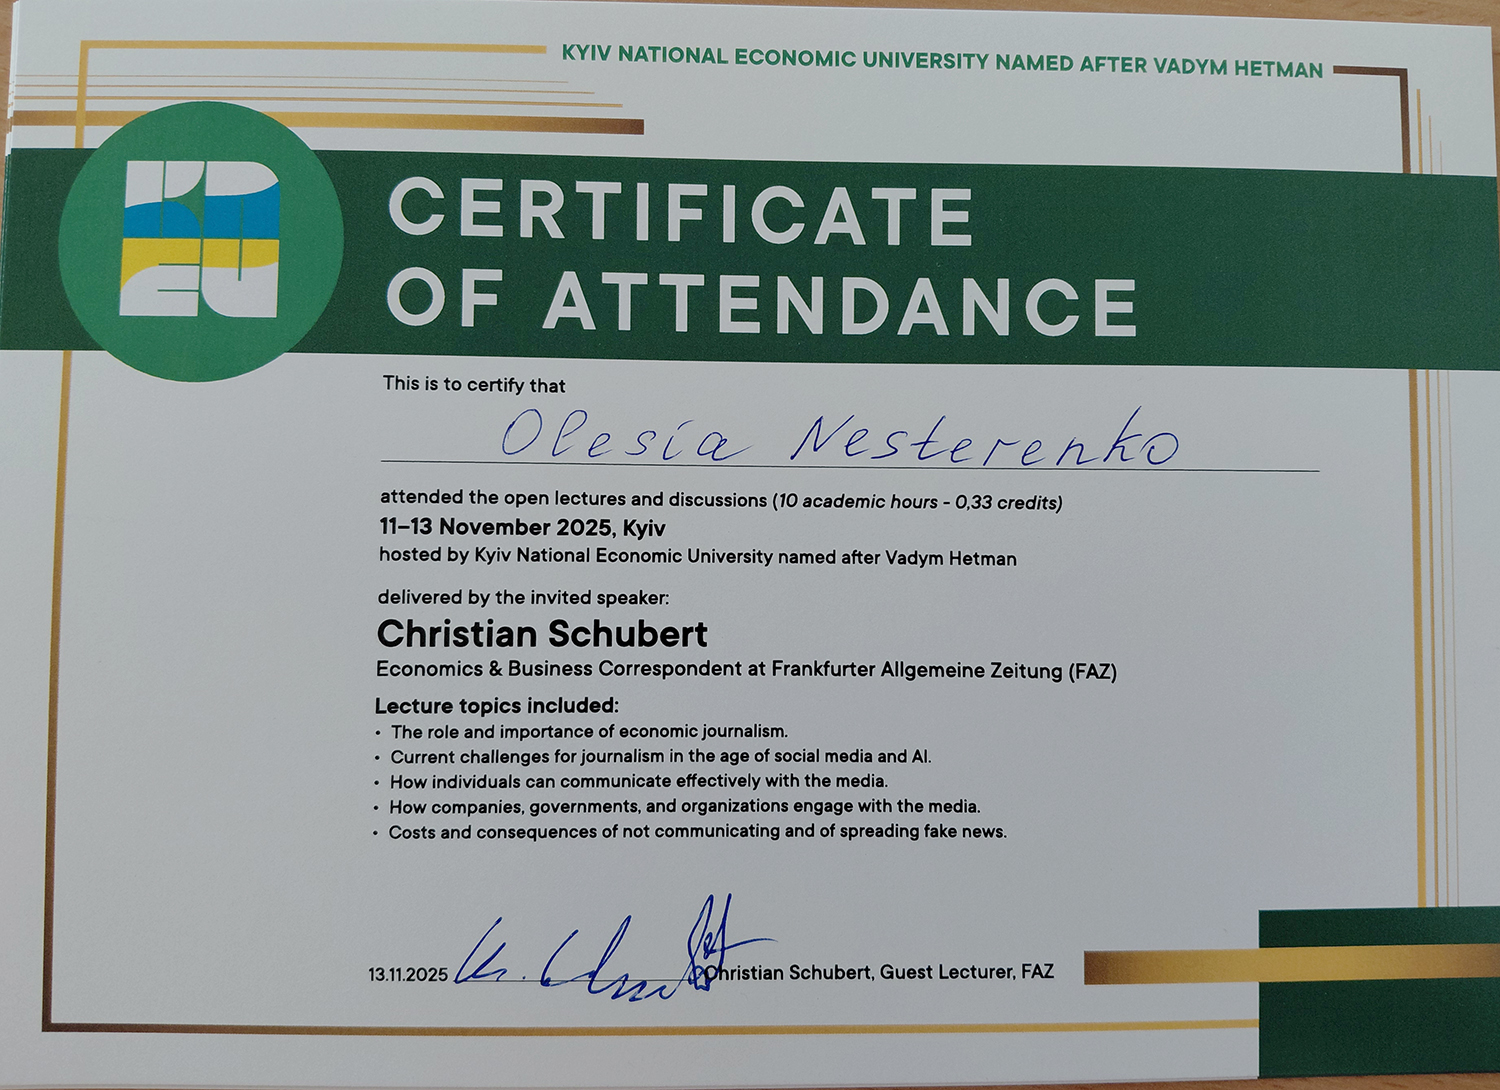 KYIV NATIONAL ECONOMIC UNIVERSITY NAMED AFTER VADYM HETMAN
KNEU
CERTIFICATE
OF ATTENDANCE
This is to certify that
Olesia Nesterenko
attended the open lectures and discussions (10 academic hours - 0,33 credits)
11–13 November 2025, Kyiv
hosted by Kyiv National Economic University named after Vadym Hetman
delivered by the invited speaker:
Christian Schubert
Economics & Business Correspondent at Frankfurter Allgemeine Zeitung (FAZ)
Lecture topics included:
• The role and importance of economic journalism.
• Current challenges for journalism in the age of social media and AI.
• How individuals can communicate effectively with the media.
• How companies, governments, and organizations engage with the media.
• Costs and consequences of not communicating and of spreading fake news.
13.11.2025 Christian Schubert, Guest Lecturer, FAZ